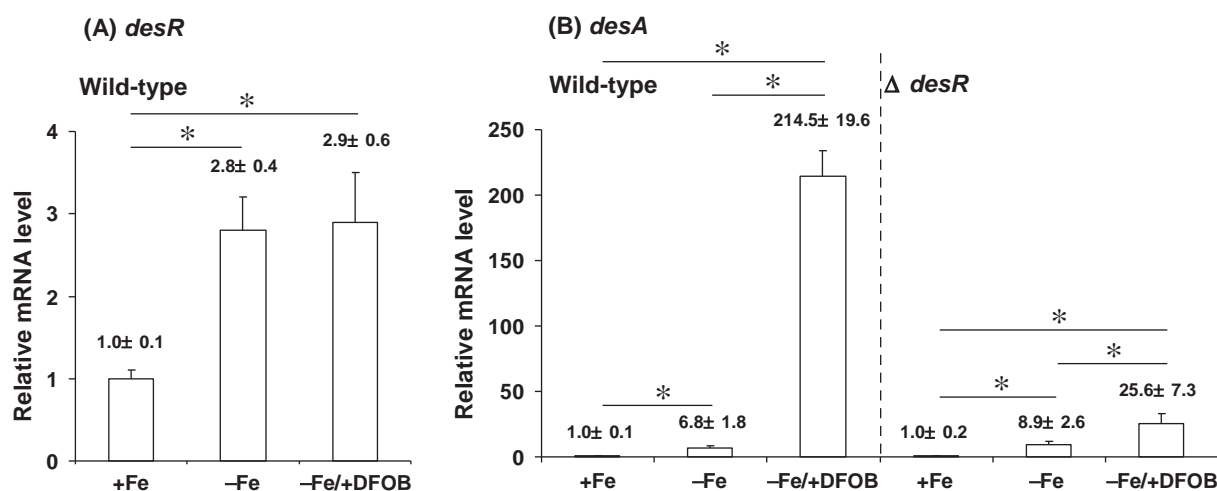 (A) desR
Wild-type
*
*
Relative mRNA level
4
3
2
1
0
1.0± 0.1
2.8± 0.4
2.9± 0.6
+Fe
–Fe
–Fe/+DFOB
(B) desA
Wild-type
Δ desR
*
*
*
*
*
*
Relative mRNA level
250
200
150
100
50
0
1.0± 0.1
6.8± 1.8
214.5± 19.6
1.0± 0.2
8.9± 2.6
25.6± 7.3
+Fe
–Fe
–Fe/+DFOB
+Fe
–Fe
–Fe/+DFOB